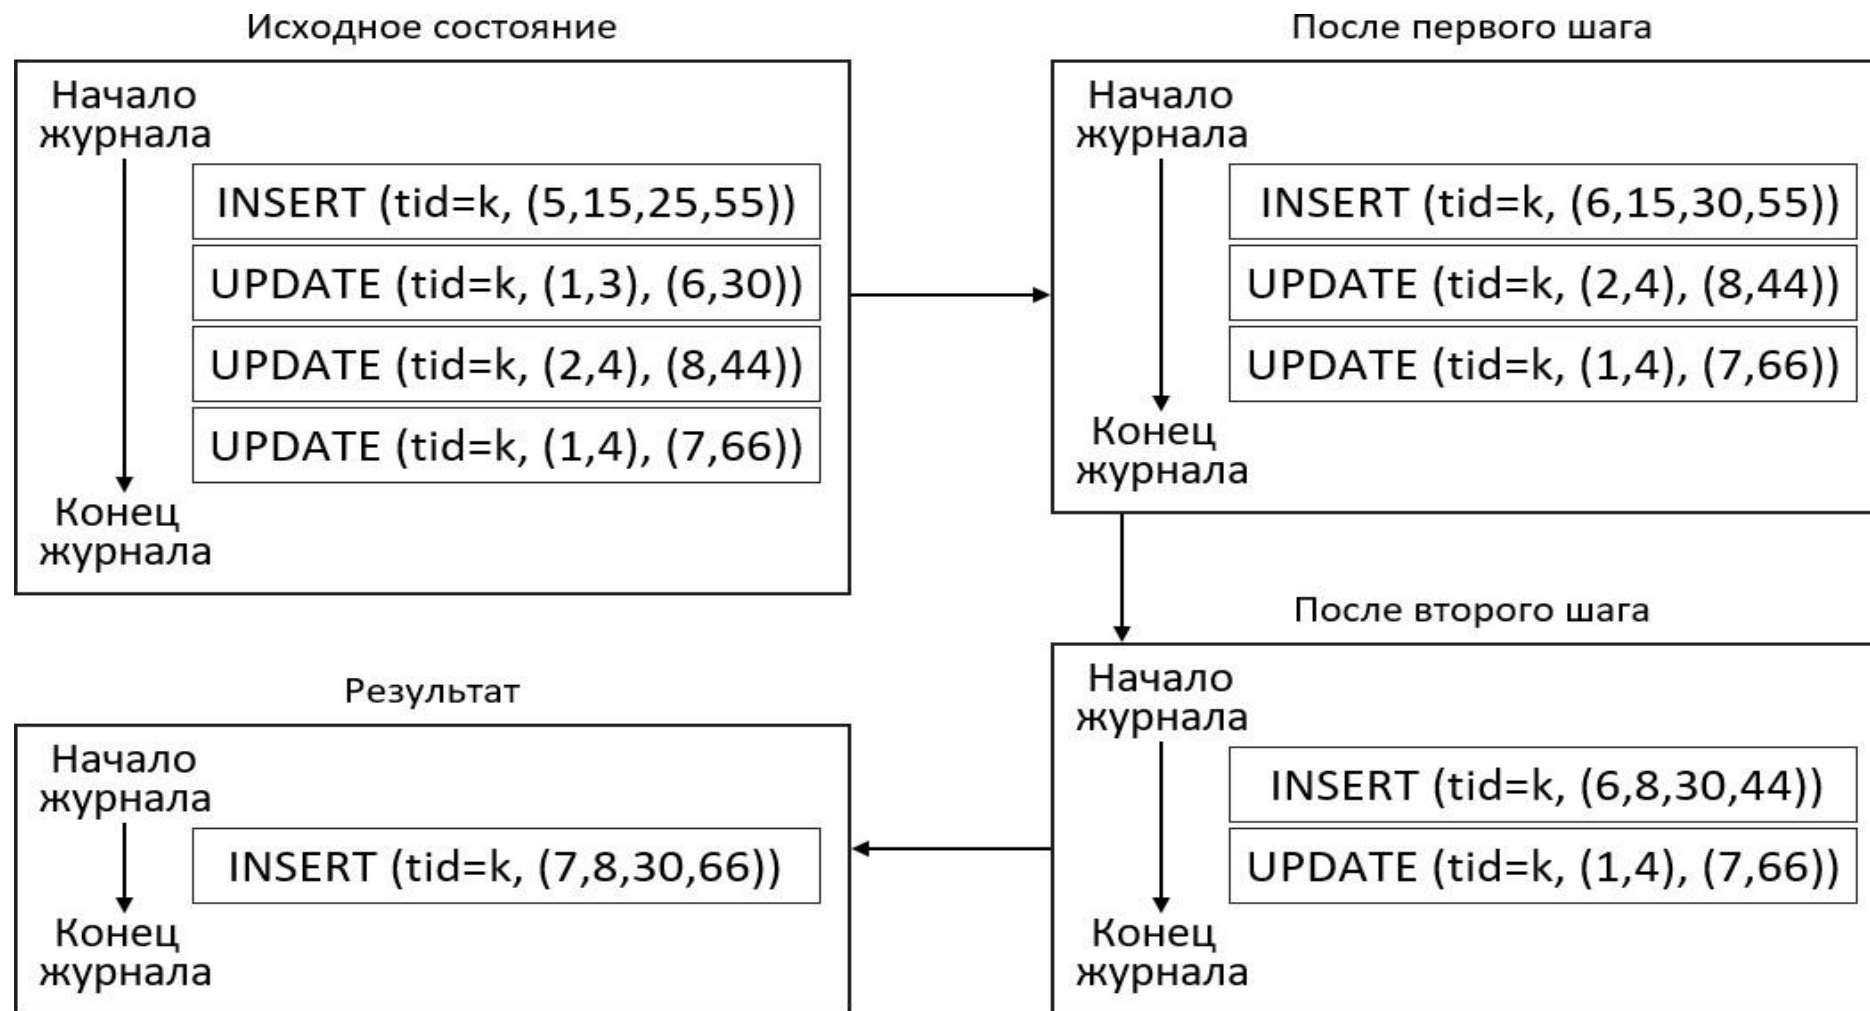 Исходное состояние
Начало
журнала
INSERT (tid=k, (5,15,25,55))
UPDATE (tid=k, (1,3), (6,30))
UPDATE (tid=k, (2,4), (8,44))
UPDATE (tid=k, (1,4), (7,66))
Конец
журнала
После первого шага
Начало
журнала
INSERT (tid=k, (6,15,30,55))
UPDATE (tid=k, (2,4), (8,44))
UPDATE (tid=k, (1,4), (7,66))
Конец
журнала
После второго шага
Начало
журнала
INSERT (tid=k, (6,8,30,44))
UPDATE (tid=k, (1,4), (7,66))
Конец
журнала
Результат
Начало
журнала
INSERT (tid=k, (7,8,30,66))
Конец
журнала